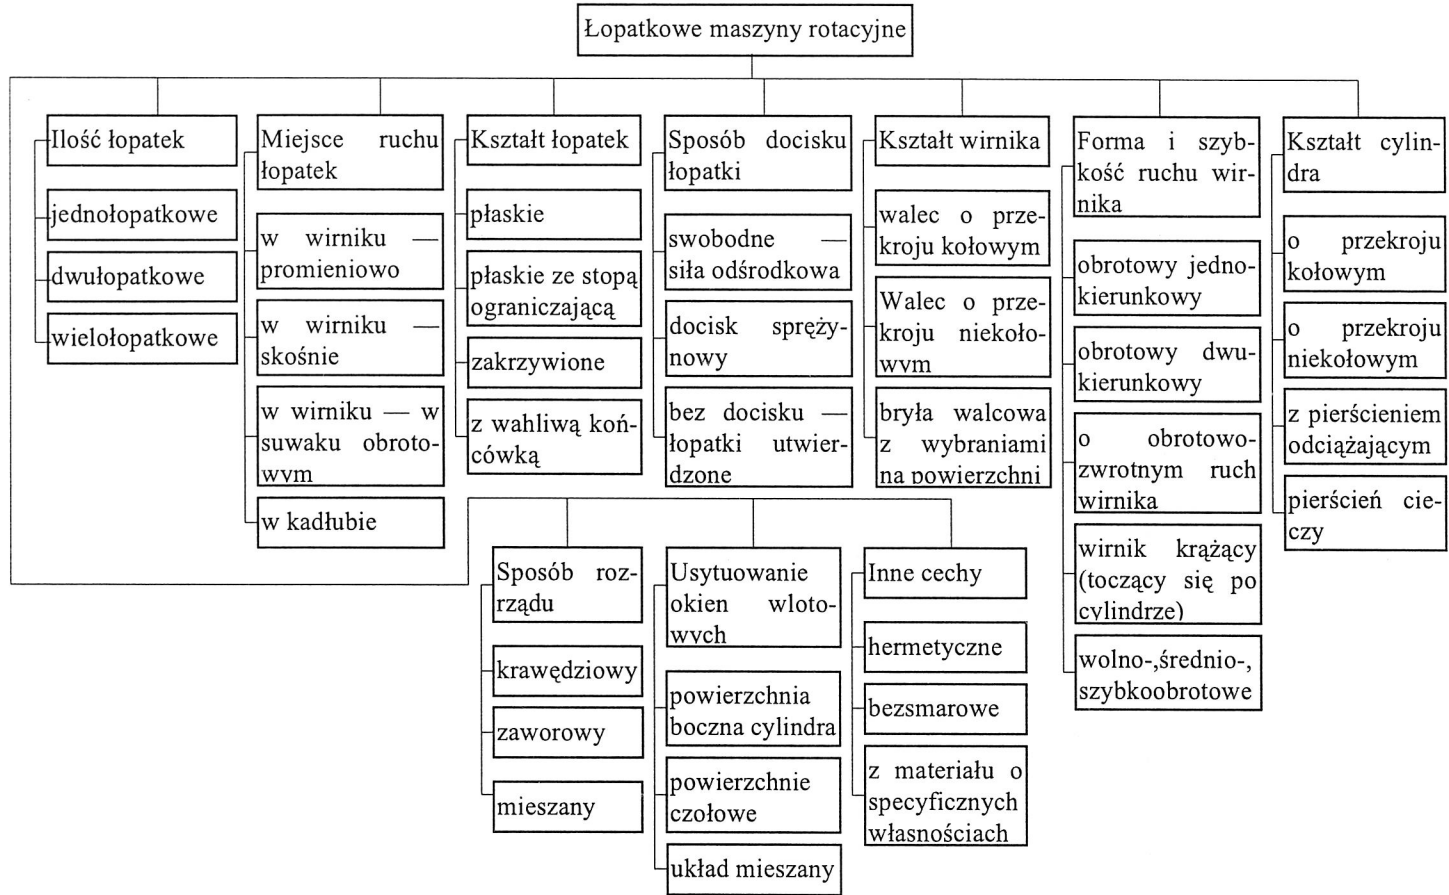 Łopatkowe maszyny rotacyjne
Ilość łopatek
jednołopatkowe
dwułopatkowe
wielołopatkowe
Miejsce ruchu
łopatek
w wirniku —
promieniowo
w wirniku —
skośnie
w wirniku — w
suwaku obroto-
wym
w kadłubie
Kształt łopatek
płaskie
płaskie ze stopą
ograniczającą
zakrzywione
z wahliwą koń-
cówką
Sposób docisku
łopatki
swobodne —
siła odśrodkowa
docisk spręży-
nowy
bez docisku —
łopatki utwier-
dzone
Kształt wirnika
walec o prze-
kroju kołowym
Walec o prze-
kroju niekoło-
wym
bryła walcowa
z wybraniami
na powierzchni
Forma i szyb-
kość ruchu wir-
nika
obrotowy jedno-
kierunkowy
obrotowy dwu-
kierunkowy
o obrotowo-
zwrotnym ruch
wirnika
wirnik krążący
(toczący się po
cylindrze)
wolno-,średnio-,
szybkoobrotowe
Kształt cylin-
dra
o przekroju
kołowym
o przekroju
niekołowym
z pierścieniem
odciążającym
pierścień cie-
czy
Sposób roz-
rządu
krawędziowy
zaworowy
mieszany
Usytuowanie
okien wloto-
wych
powierzchnia
boczna cylindra
powierzchnie
czołowe
układ mieszany
Inne cechy
hermetyczne
bezsmarowe
z materiału o
specyficznych
własnościach